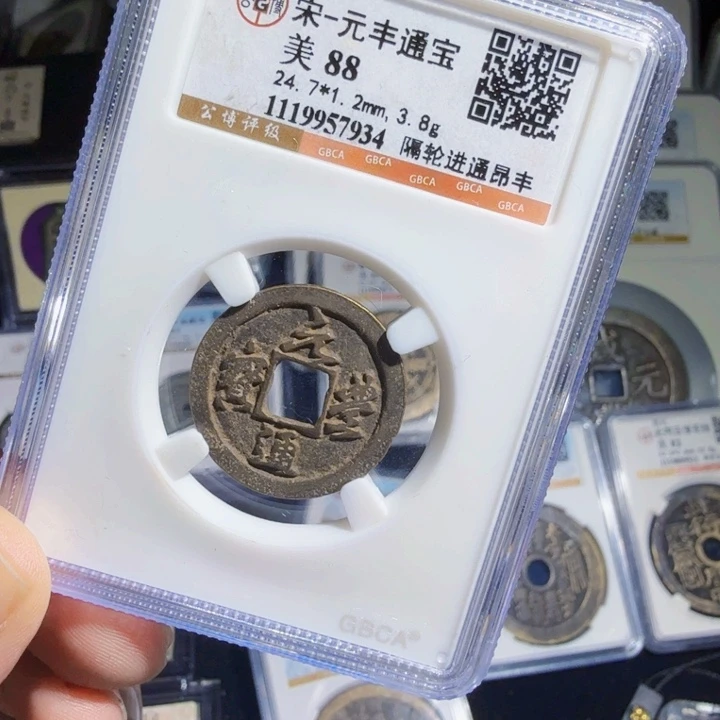 宋-元丰通宝
美 88
24.7*1.2mm, 3.8g
1119957934 隔轮进通昂丰
公博评级 GBCA GBCA GBCA GBCA GBCA
元豐通寶
GBCA®